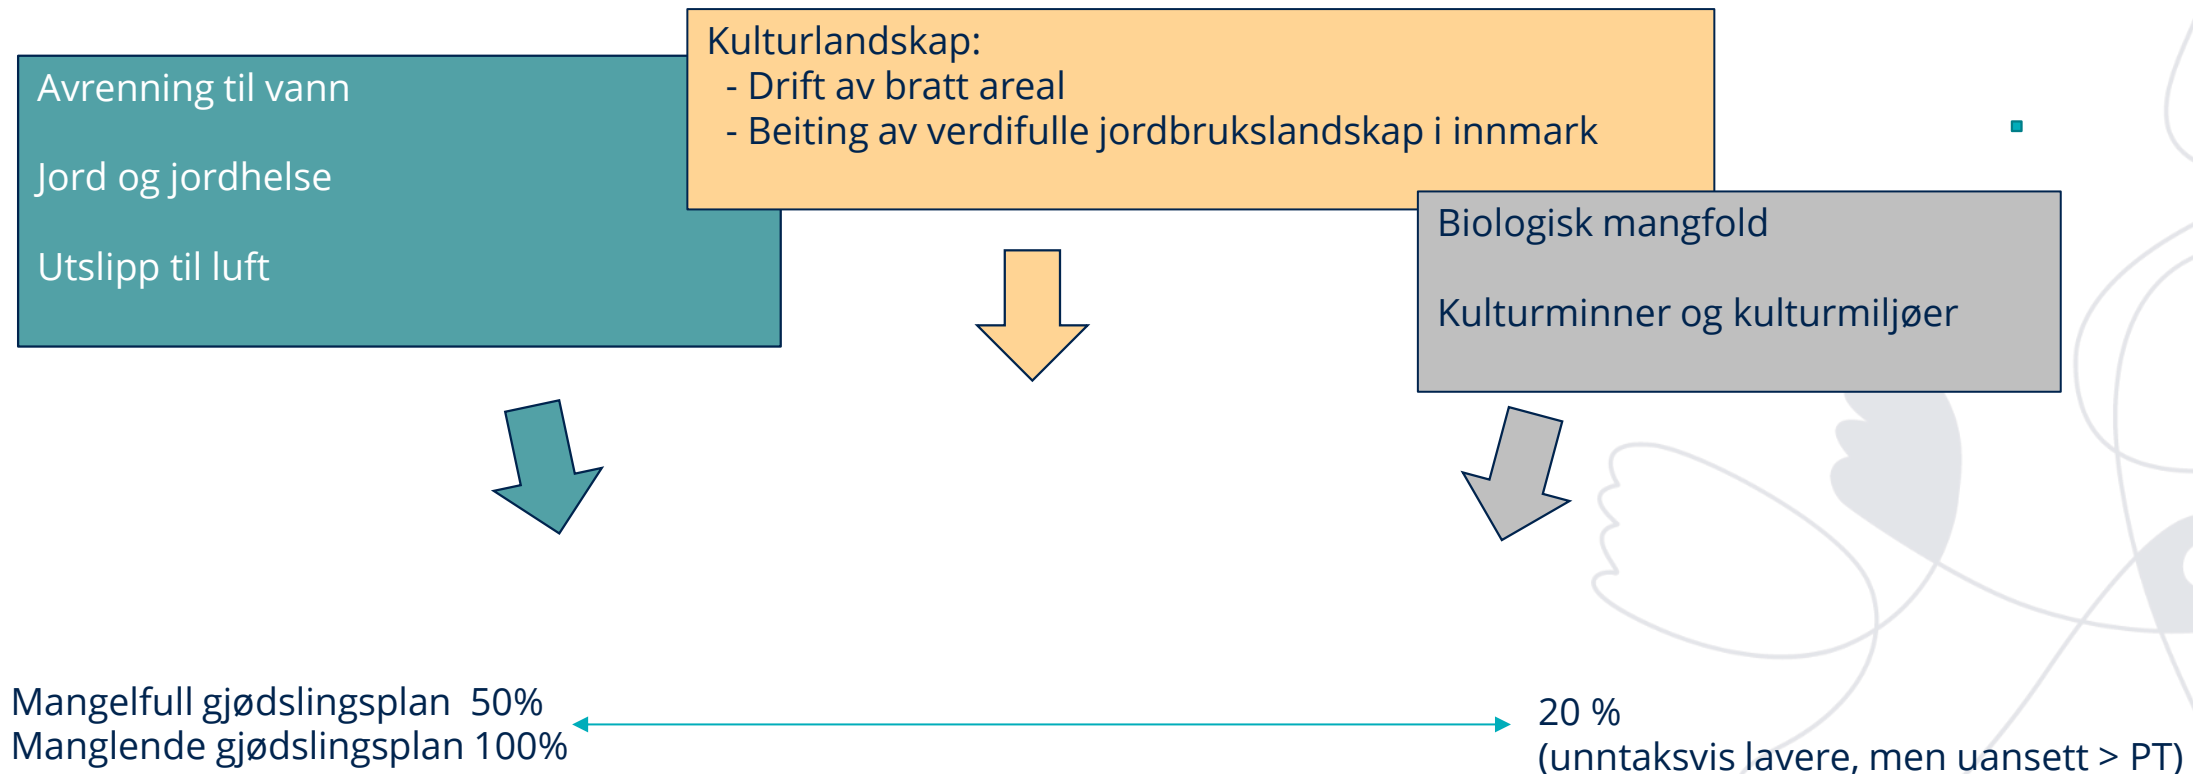 Avrenning til vann
Jord og jordhelse
Utslipp til luft
Kulturlandskap:
- Drift av bratt areal
- Beiting av verdifulle jordbrukslandskap i innmark
Biologisk mangfold
Kulturminner og kulturmiljøer
Mangelfull gjødslingsplan 50%
Manglende gjødslingsplan 100%
20 %
(unntaksvis lavere, men uansett > PT)